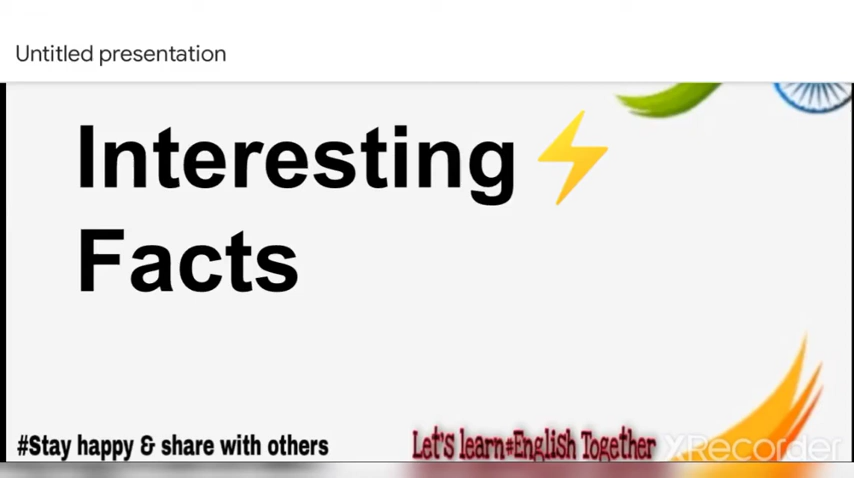 Untitled presentation
Interesting⚡
Facts
#Stay happy & share with others
Let's learn#English Together
XRecorder